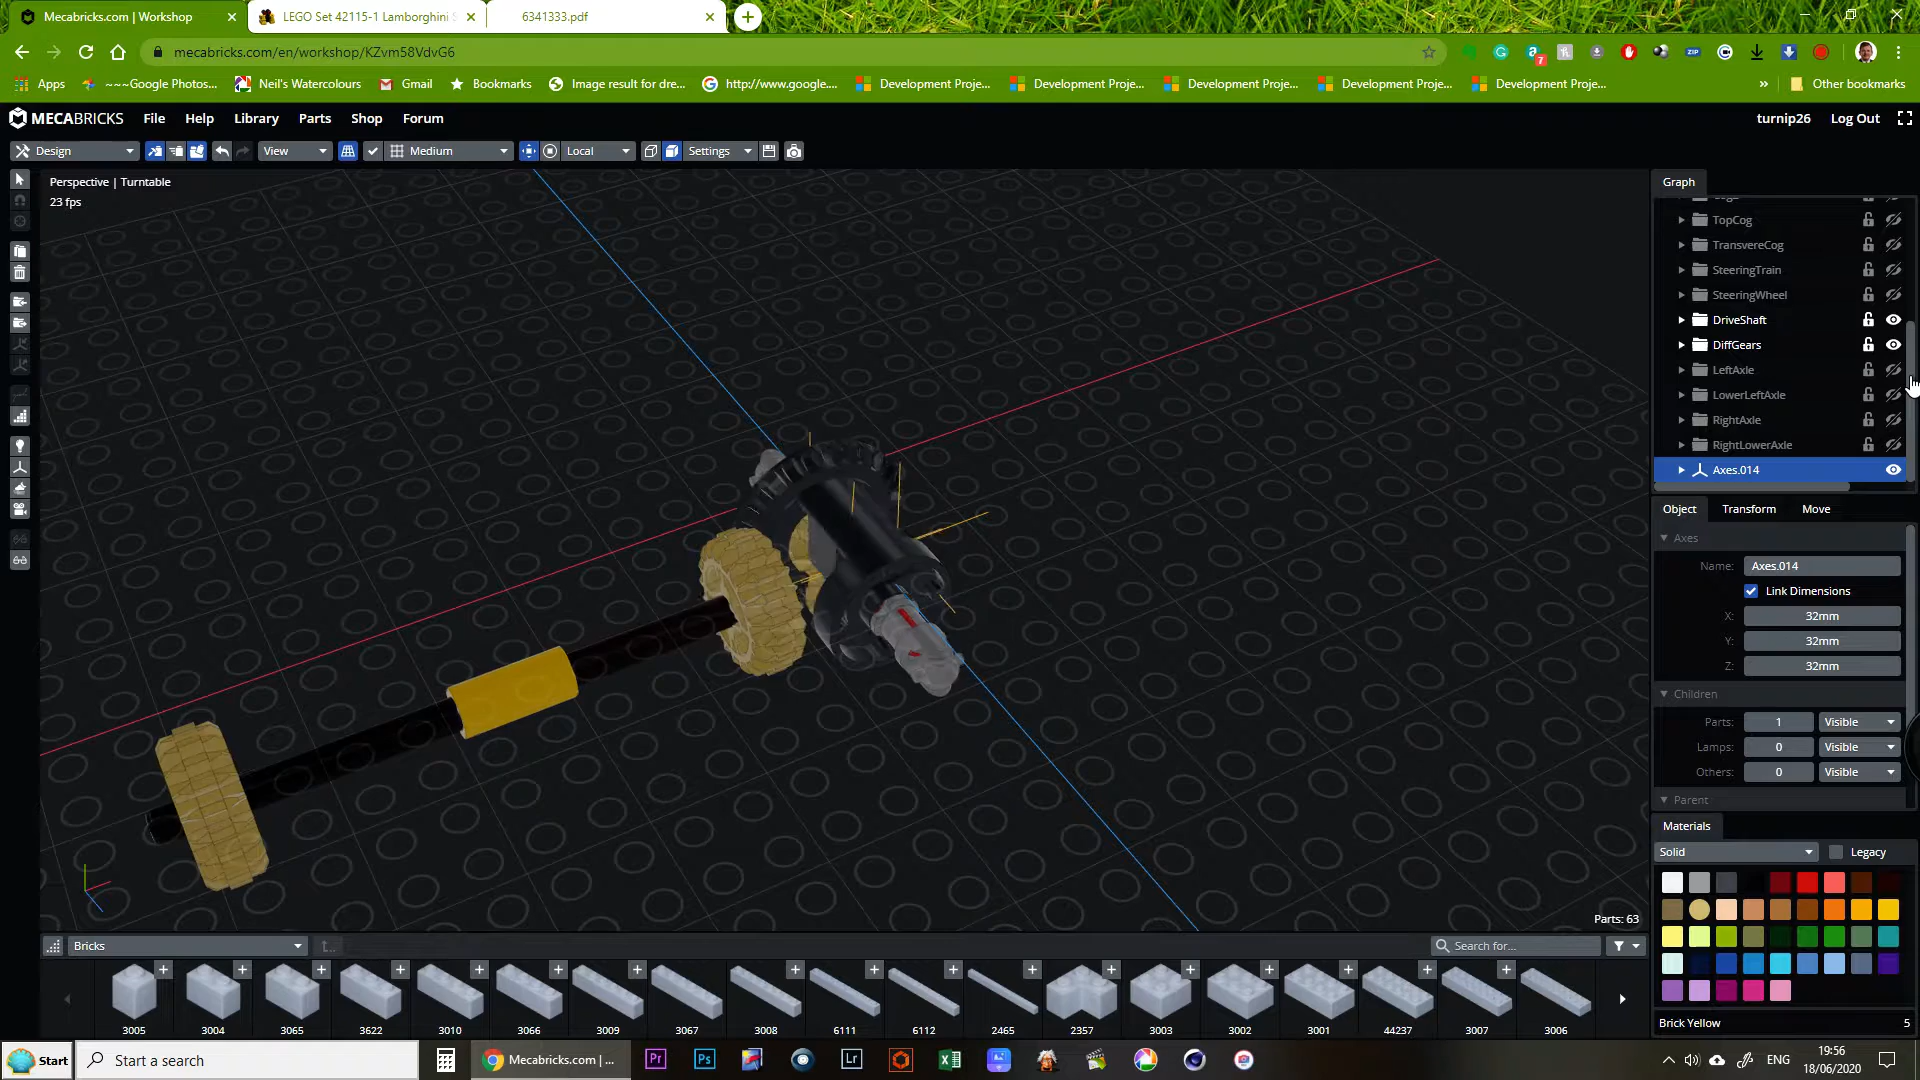 Mecabricks.com | Workshop
LEGO Set 42115-1 Lamborghini S
6341333.pdf
mecabricks.com/en/workshop/KZvm58VdvG6
Apps
~~~Google Photos...
Neil's Watercolours
Gmail
Bookmarks
Image result for dre...
http://www.google....
Development Proje...
Development Proje...
Development Proje...
Development Proje...
Development Proje...
»
Other bookmarks
MECABRICKS
File
Help
Library
Parts
Shop
Forum
turnip26
Log Out
Design
View
Medium
Local
Settings
Graph
Perspective | Turntable
23 fps
TopCog
TransvereCog
SteeringTrain
SteeringWheel
DriveShaft
DiffGears
LeftAxle
LowerLeftAxle
RightAxle
RightLowerAxle
Axes.014
Object
Transform
Move
Axes
Name: Axes.014
Link Dimensions
X: 32mm
Y: 32mm
Z: 32mm
Children
Parts: 1 Visible
Lamps: 0 Visible
Others: 0 Visible
Parent
Materials
Solid
Legacy
Parts: 63
Brick Yellow 5
Bricks
Search for...
3005
3004
3065
3622
3010
3066
3009
3067
3008
6111
6112
2465
2357
3003
3002
3001
44237
3007
3006
Start
Start a search
Mecabricks.com | ...
ENG
19:56
18/06/2020